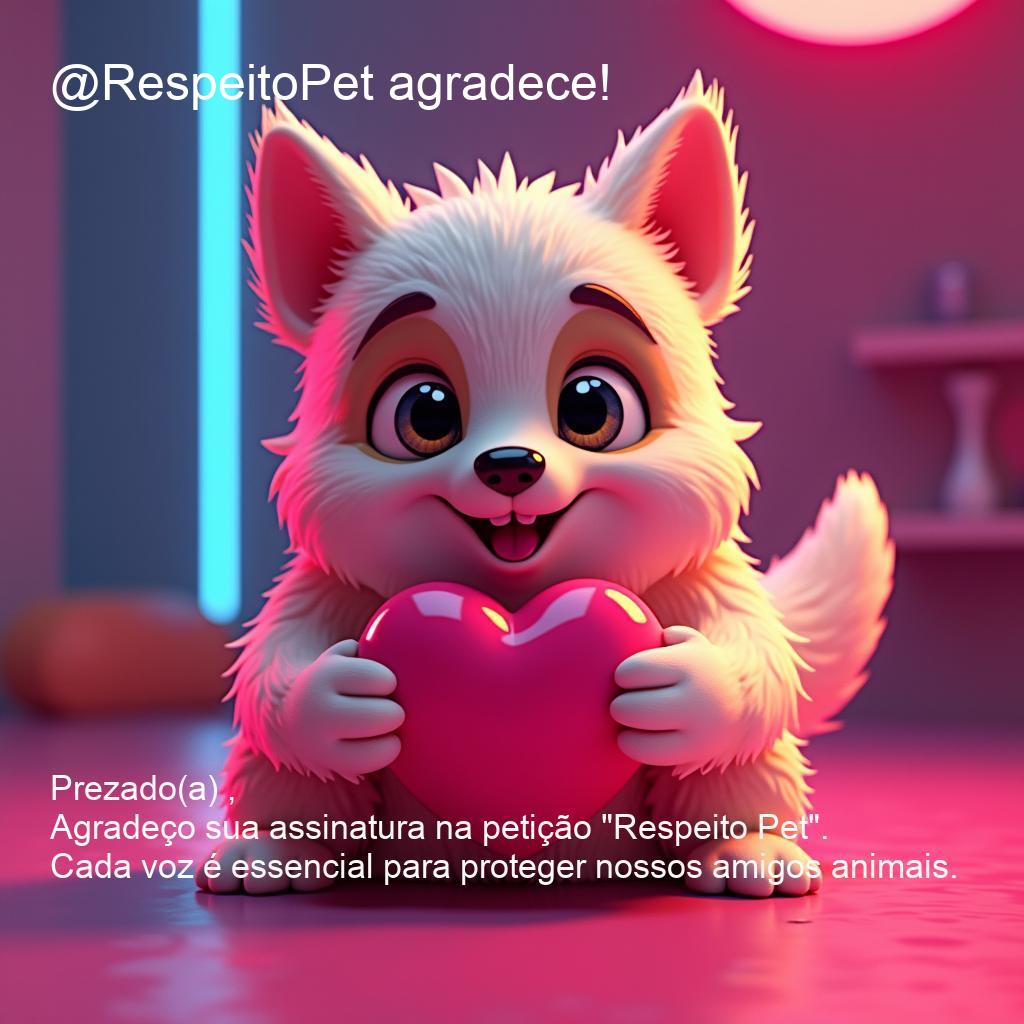 @RespeitoPet agradece!
Prezado(a) ,
Agradeço sua assinatura na petição "Respeito Pet".
Cada voz é essencial para proteger nossos amigos animais.